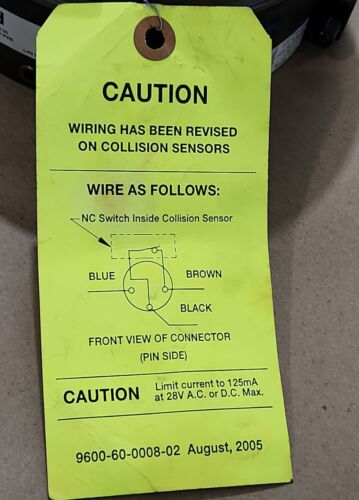 CAUTION
WIRING HAS BEEN REVISED
ON COLLISION SENSORS
WIRE AS FOLLOWS:
NC Switch Inside Collision Sensor
BLUE
BROWN
BLACK
FRONT VIEW OF CONNECTOR
(PIN SIDE)
CAUTION
Limit current to 125mA
at 28V A.C. or D.C. Max.
9600-60-0008-02 August, 2005